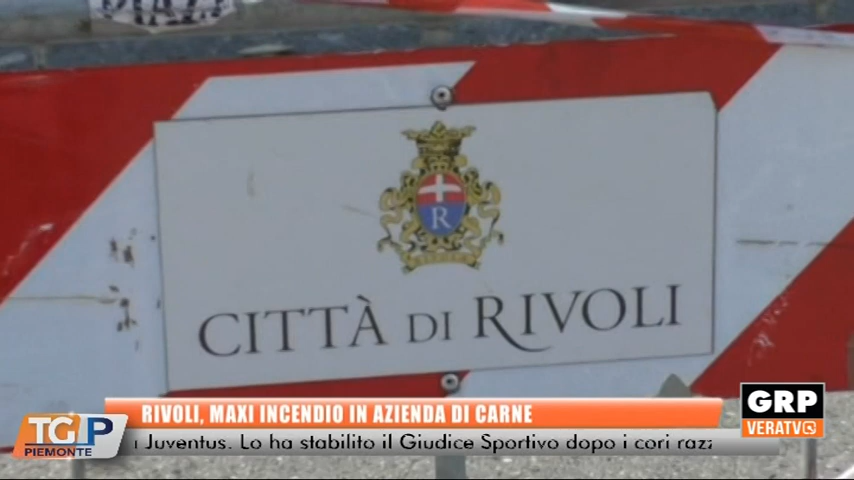 R
CITTÀ DI RIVOLI
RIVOLI, MAXI INCENDIO IN AZIENDA DI CARNE
GRP
VERATV
TGP
PIEMONTE
Juventus. Lo ha stabilito il Giudice Sportivo dopo i cori razz